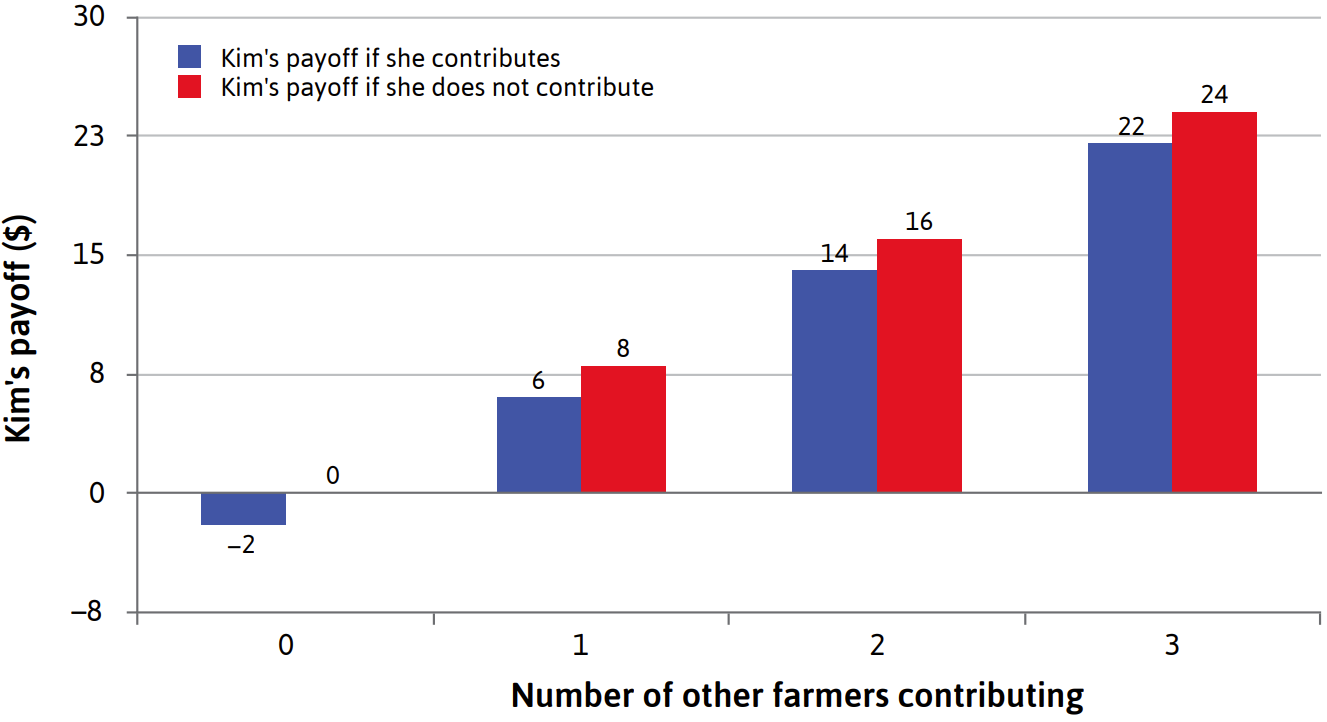 30
Kim's payoff if she contributes
Kim's payoff if she does not contribute
24
22
23
16
14
15
8
6
8
0
0
–2
–8
0 1 2 3
Kim's payoff ($)
Number of other farmers contributing